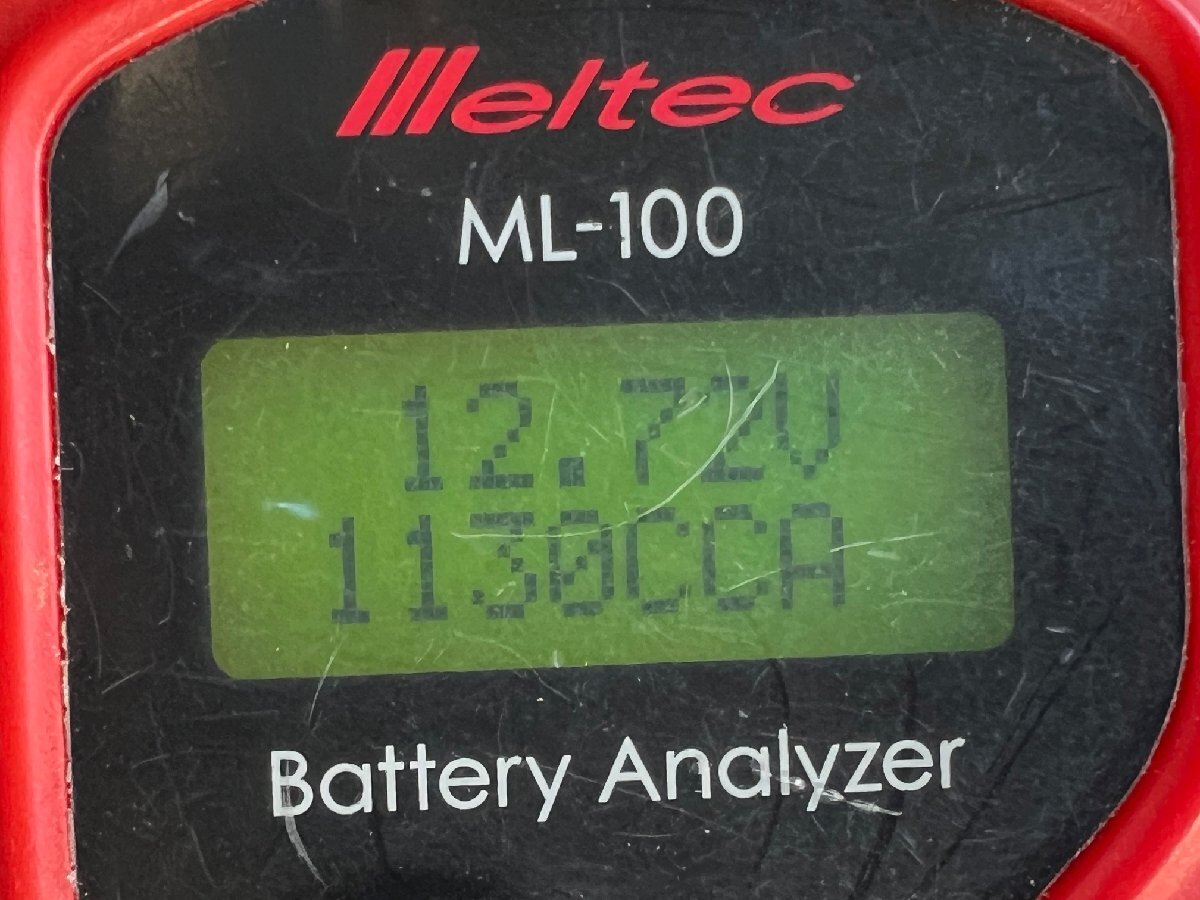 Meltec
ML-100
12.72V
1130CCA
Battery Analyzer